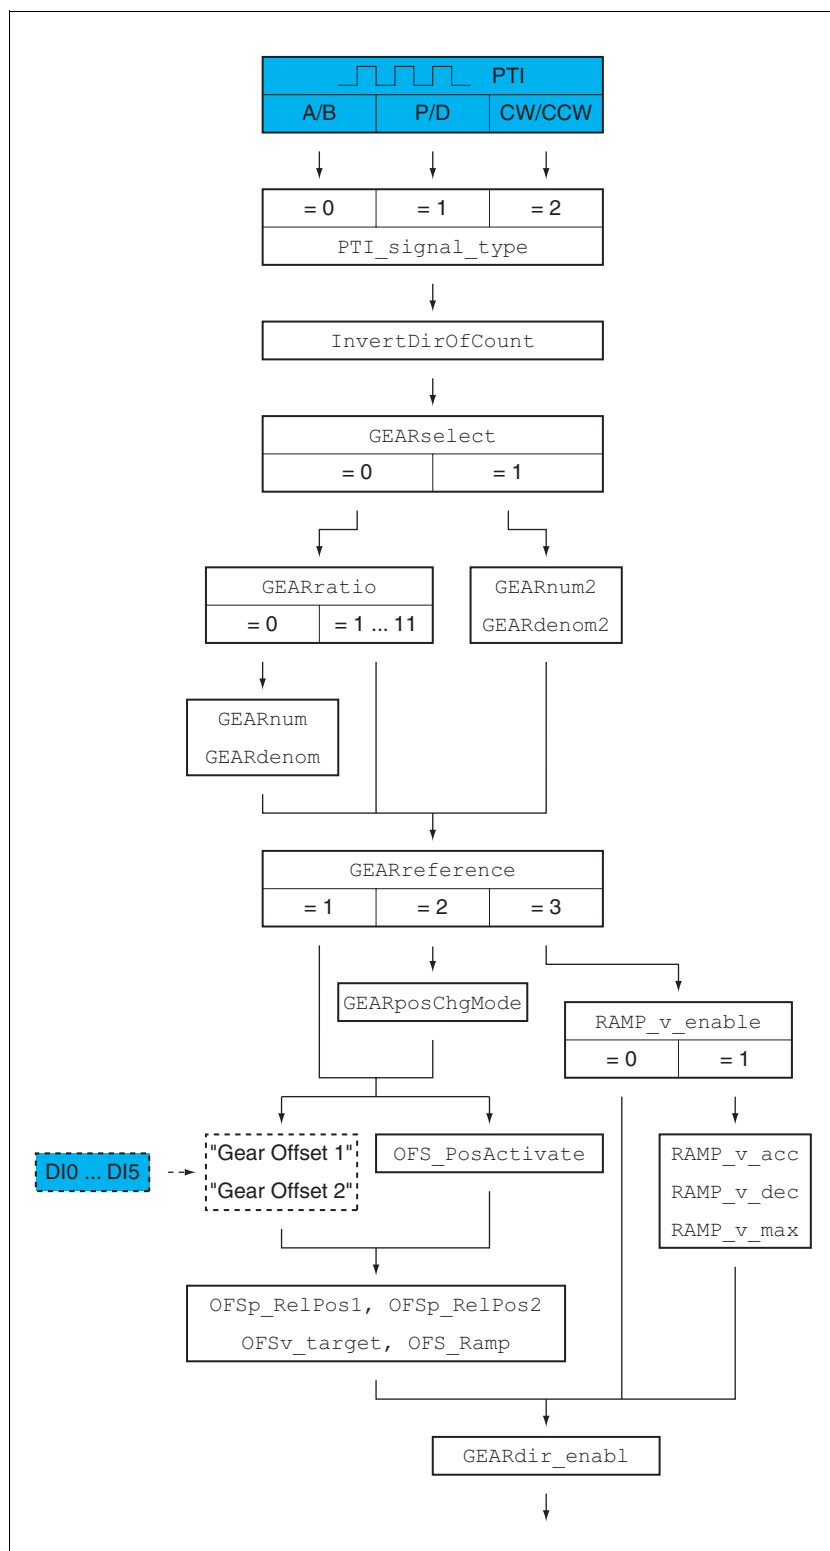 PTI
A/B P/D CW/CCW
= 0 = 1 = 2
PTI_signal_type
InvertDirOfCount
GEARselect
= 0 = 1
GEARratio
= 0 = 1 ... 11
GEARnum2
GEARdenom2
GEARnum
GEARdenom
GEARreference
= 1 = 2 = 3
GEARposChgMode
RAMP_v_enable
= 0 = 1
DI0 ... DI5
"Gear Offset 1"
"Gear Offset 2"
OFS_PosActivate
RAMP_v_acc
RAMP_v_dec
RAMP_v_max
OFSp_RelPos1, OFSp_RelPos2
OFSv_target, OFS_Ramp
GEARdir_enabl